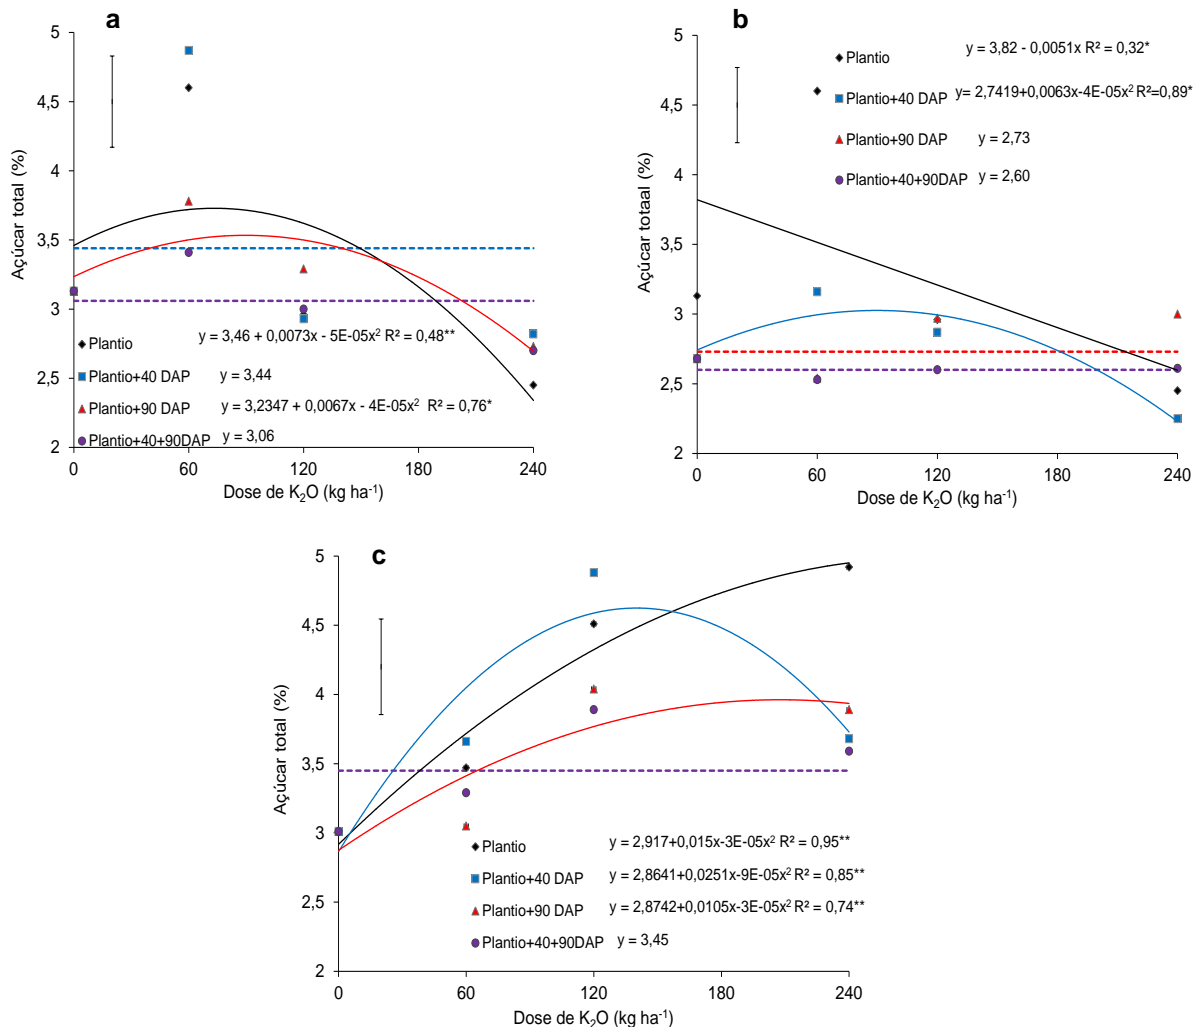 a
Açúcar total (%)
5
4,5
4
3,5
3
2,5
2
0
60
120
180
240
Dose de K₂O (kg ha⁻¹)
Plantio y = 3,46 + 0,0073x - 5E-05x² R² = 0,48**
Plantio+40 DAP y = 3,44
Plantio+90 DAP y = 3,2347 + 0,0067x - 4E-05x² R² = 0,76*
Plantio+40+90DAP y = 3,06
b
Açúcar totaal (%)
5
4,5
4
3,5
3
2,5
2
0
60
120
180
240
Dose de K₂O (kg ha⁻¹)
Plantio y = 3,82 - 0,0051x R² = 0,32*
Plantio+40 DAP y= 2,7419+0,0063x-4E-05x² R²=0,89*
Plantio+90 DAP y = 2,73
Plantio+40+90DAP y = 2,60
c
Açúcar total (%)
5
4,5
4
3,5
3
2,5
2
0
60
120
180
240
Dose de K₂O (kg ha⁻¹)
Plantio y = 2,917+0,015x-3E-05x² R² = 0,95**
Plantio+40 DAP y = 2,8641+0,0251x-9E-05x² R² = 0,85**
Plantio+90 DAP y = 2,8742+0,0105x-3E-05x² R² = 0,74**
Plantio+40+90DAP y = 3,45